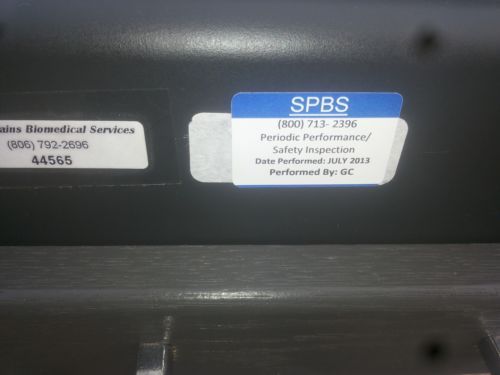 ains Biomedical Services
(806) 792-2696
44565
SPBS
(800) 713- 2396
Periodic Performance/
Safety Inspection
Date Performed: JULY 2013
Performed By: GC